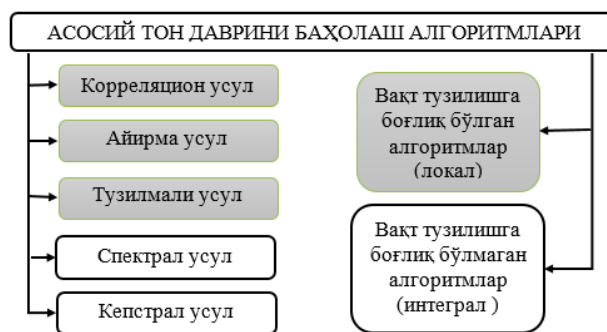 АСОСИЙ ТОН ДАВРИНИ БАҲОЛАШ АЛГОРИТМЛАРИ
Корреляцион усул
Айирма усул
Тузилмали усул
Спектрал усул
Кепстрал усул
Вақт тузилишга
боғлиқ бўлган
алгоритмлар
(локал)
Вақт тузилишга
боғлиқ бўлмаган
алгоритмлар
(интеграл )